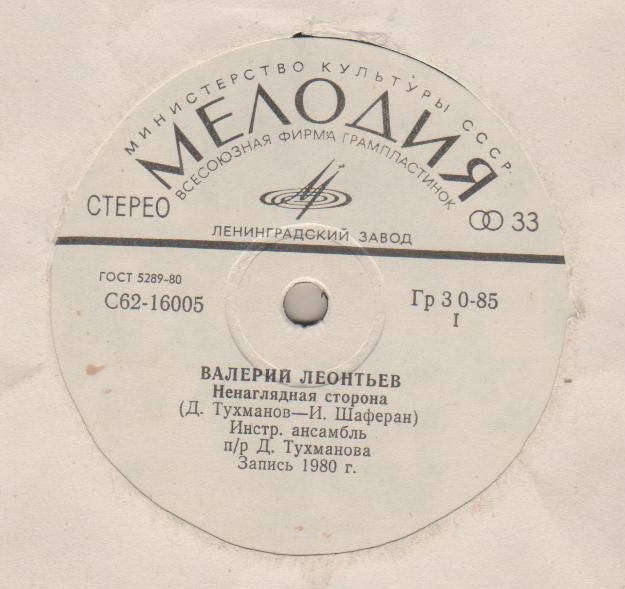 МИНИСТЕРСТВО КУЛЬТУРЫ СССР
МЕЛОДИЯ
ВСЕСОЮЗНАЯ ФИРМА ГРАМПЛАСТИНОК
СТЕРЕО
33
ЛЕНИНГРАДСКИЙ ЗАВОД
ГОСТ 5289-80
С62-16005
Гр 3 0-85
I
ВАЛЕРИЙ ЛЕОНТЬЕВ
Ненаглядная сторона
(Д. Тухманов—И. Шаферан)
Инстр. ансамбль
п/р Д. Тухманова
Запись 1980 г.